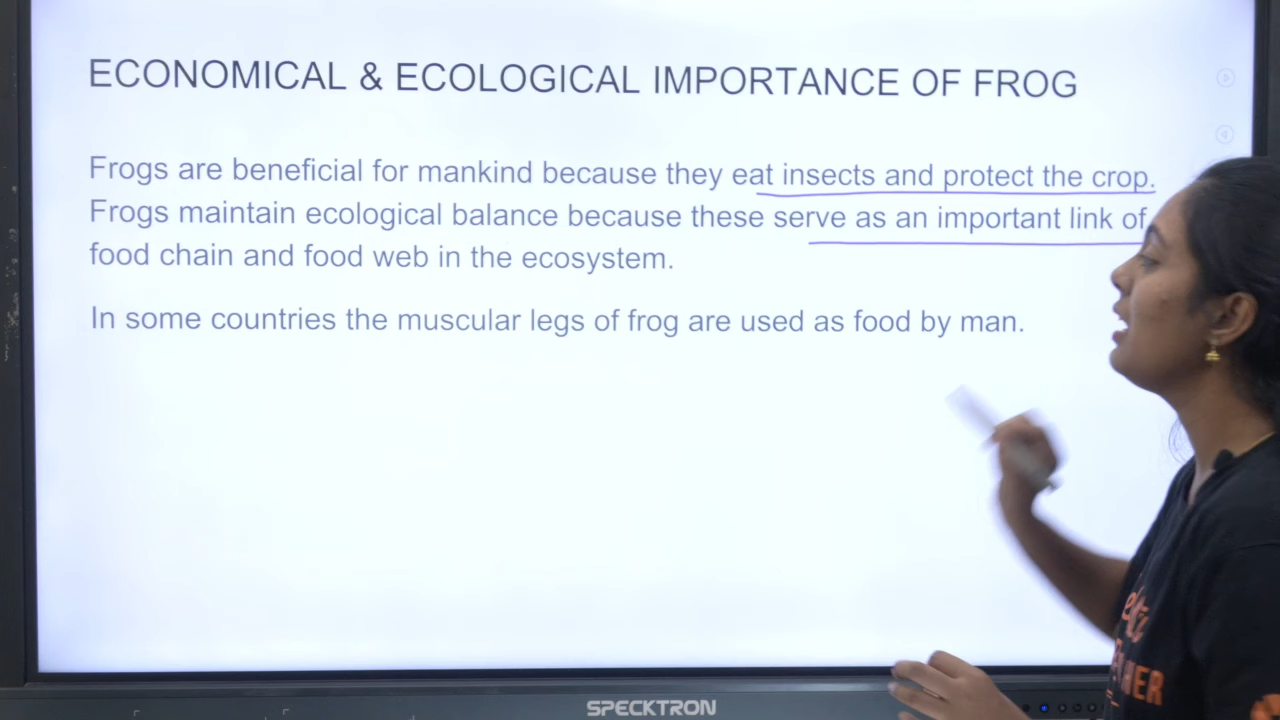 ECONOMICAL & ECOLOGICAL IMPORTANCE OF FROG
Frogs are beneficial for mankind because they eat insects and protect the crop.
Frogs maintain ecological balance because these serve as an important link of
food chain and food web in the ecosystem.
In some countries the muscular legs of frog are used as food by man.
SPECKTRON